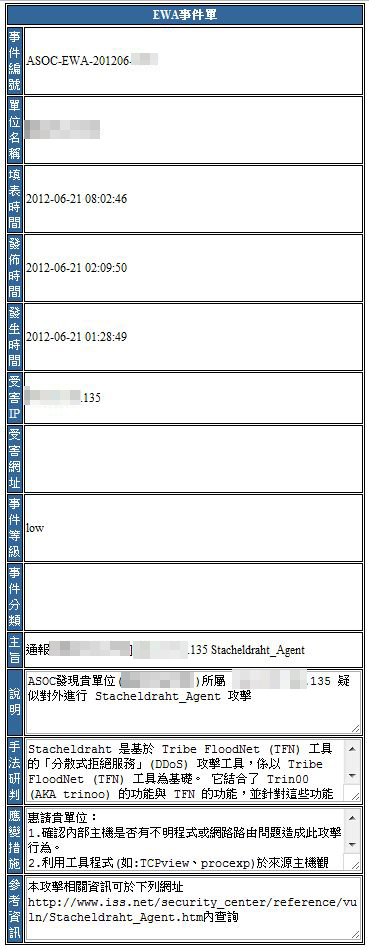 EWA事件單
事件編號
ASOC-EWA-201206-
單位名稱
填表時間
2012-06-21 08:02:46
發佈時間
2012-06-21 02:09:50
發生時間
2012-06-21 01:28:49
受害IP
.135
受害網址
事件等級
low
事件分類
主旨
通報 .135 Stacheldraht_Agent
說明
ASOC發現貴單位( )所屬 .135 疑
似對外進行 Stacheldraht_Agent 攻擊
手法研判
Stacheldraht 是基於 Tribe FloodNet (TFN) 工具
的「分散式拒絕服務」(DDoS) 攻擊工具，係以 Tribe
FloodNet (TFN) 工具為基礎。 它結合了 Trin00
(AKA trinoo) 的功能與 TFN 的功能，並針對這些功能
應變措施
惠請貴單位：
1.確認內部主機是否有不明程式或網路路由問題造成此攻擊
行為。
2.利用工具程式(如:TCPview、procexp)於來源主機觀
參考資訊
本攻擊相關資訊可於下列網址
http://www.iss.net/security_center/reference/vu
ln/Stacheldraht_Agent.htm內查詢